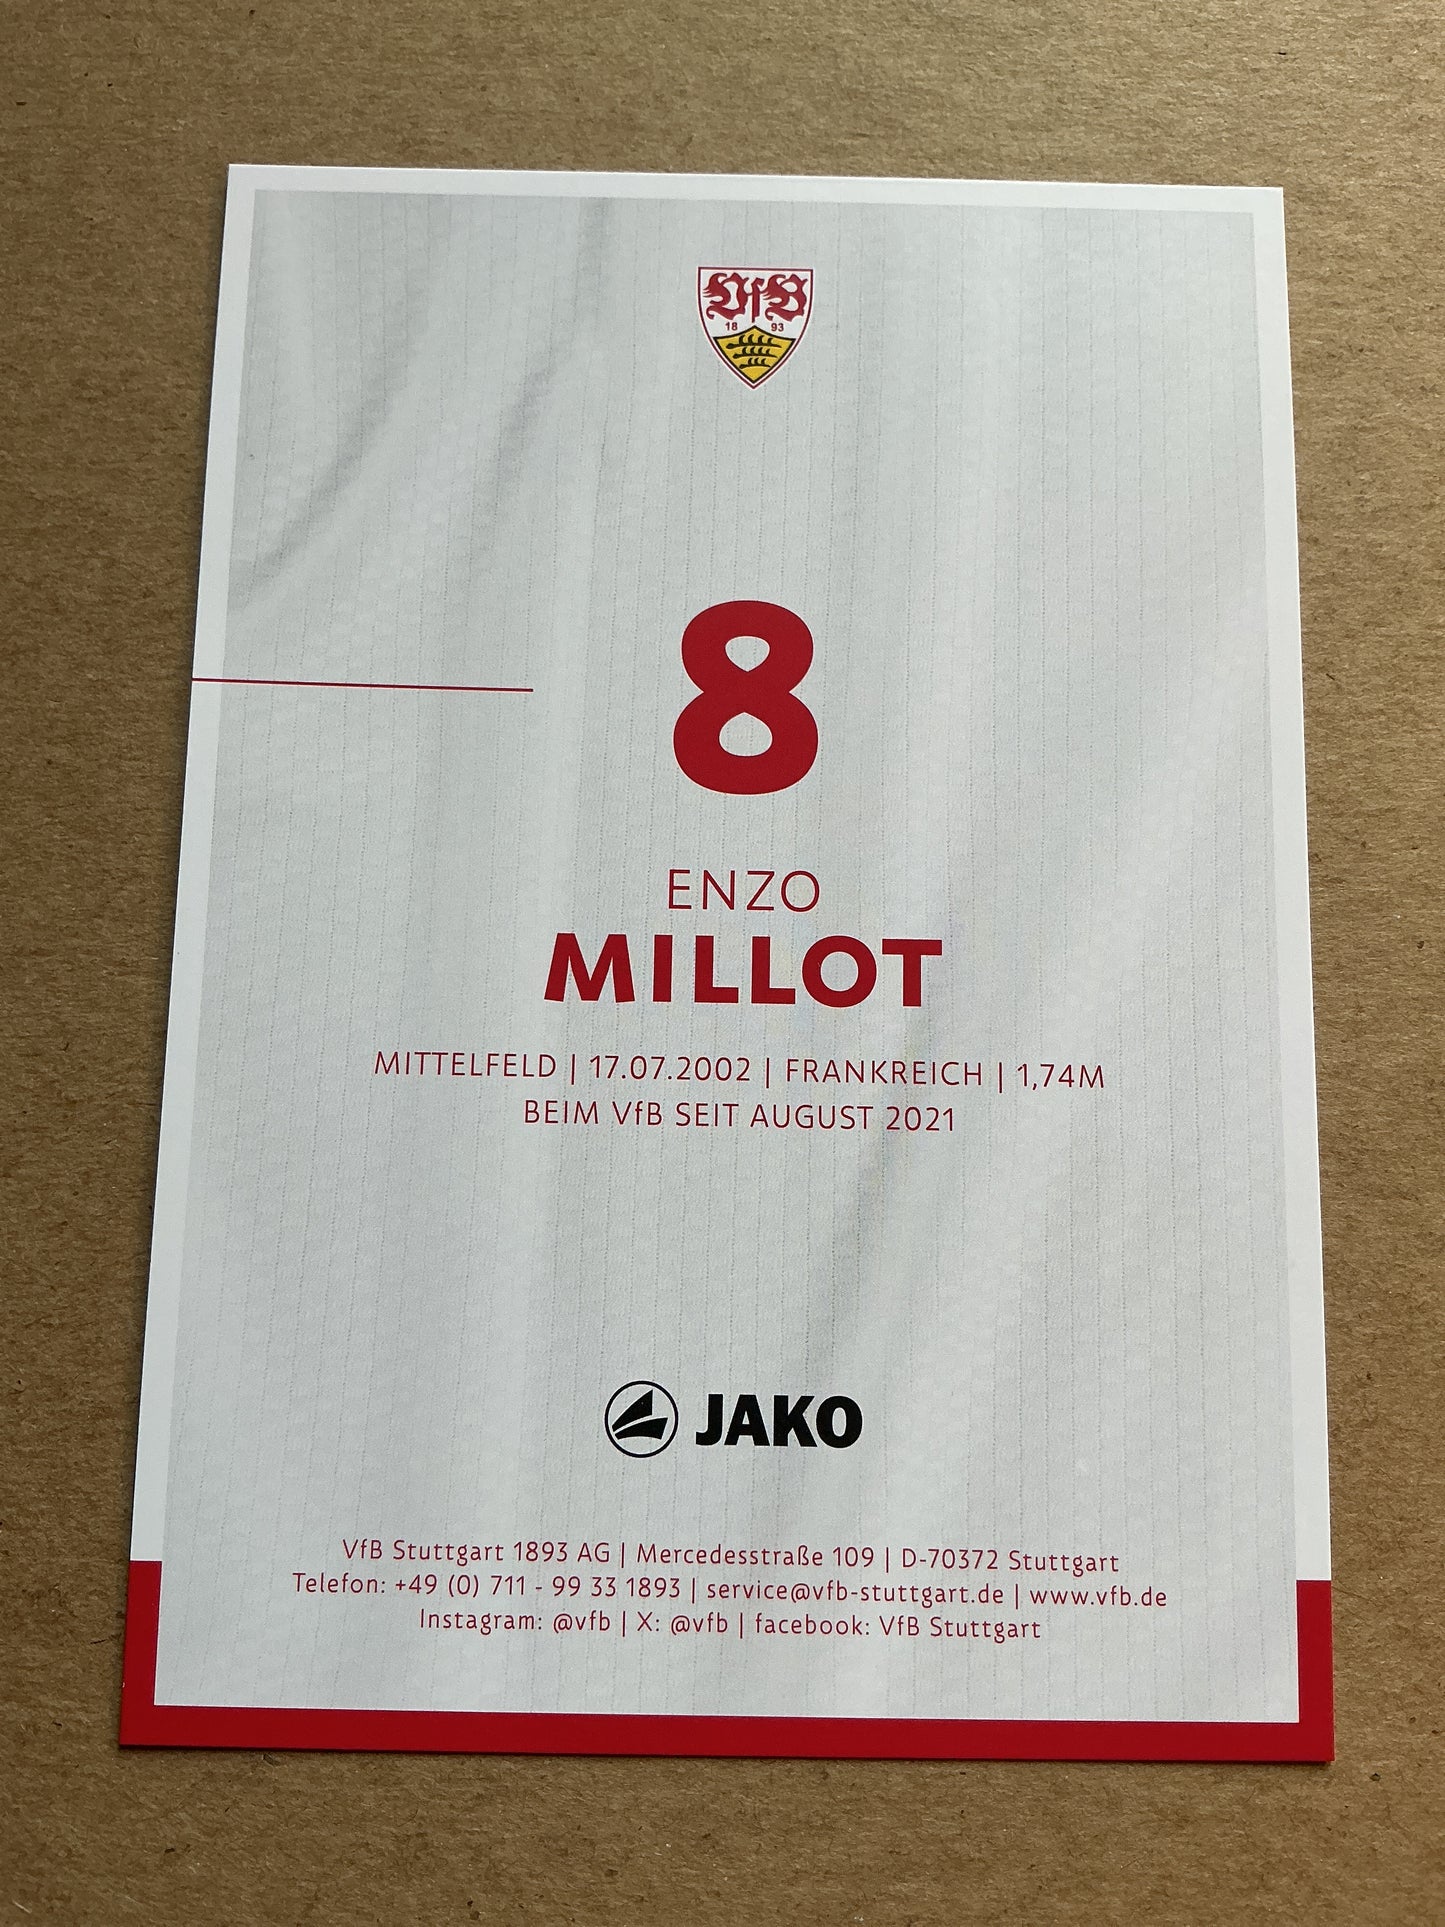 VfB
18 93
8
ENZO
MILLOT
MITTELFELD | 17.07.2002 | FRANKREICH | 1,74M
BEIM VfB SEIT AUGUST 2021
JAKO
VfB Stuttgart 1893 AG | Mercedesstraße 109 | D-70372 Stuttgart
Telefon: +49 (0) 711 - 99 33 1893 | service@vfb-stuttgart.de | www.vfb.de
Instagram: @vfb | X: @vfb | facebook: VfB Stuttgart